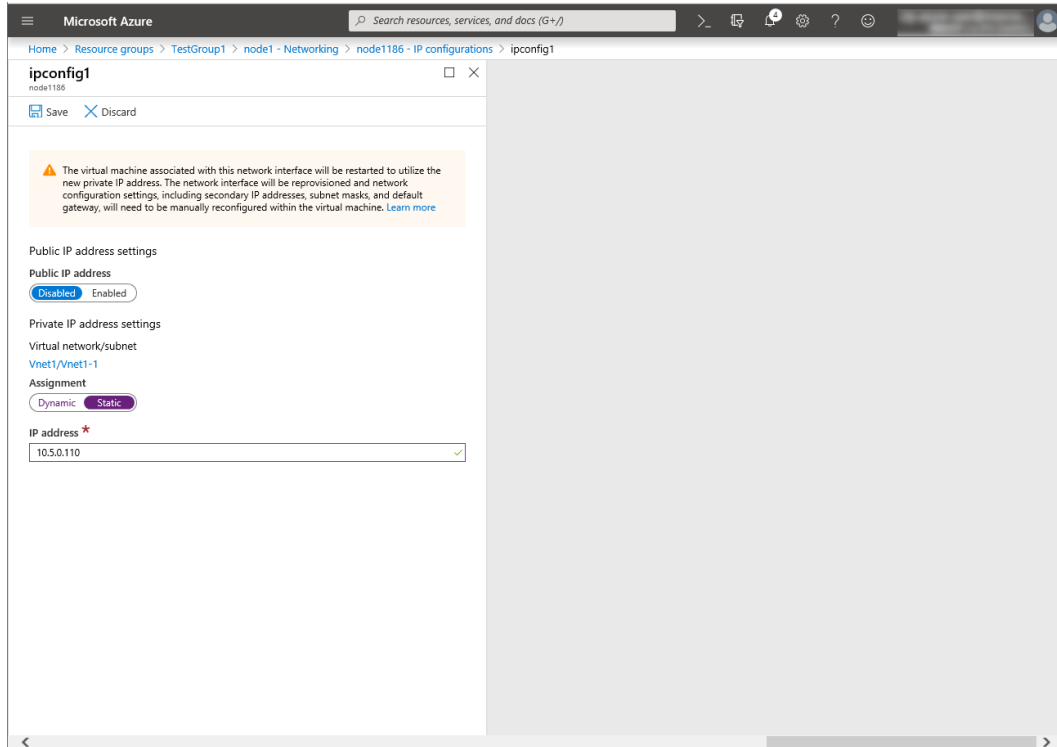 Microsoft Azure
Search resources, services, and docs (G+/)
4
Home > Resource groups > TestGroup1 > node1 - Networking > node1186 - IP configurations > ipconfig1
ipconfig1
node1186
Save Discard
The virtual machine associated with this network interface will be restarted to utilize the
new private IP address. The network interface will be reprovisioned and network
configuration settings, including secondary IP addresses, subnet masks, and default
gateway, will need to be manually reconfigured within the virtual machine. Learn more
Public IP address settings
Public IP address
Disabled Enabled
Private IP address settings
Virtual network/subnet
Vnet1/Vnet1-1
Assignment
Dynamic Static
IP address *
10.5.0.110